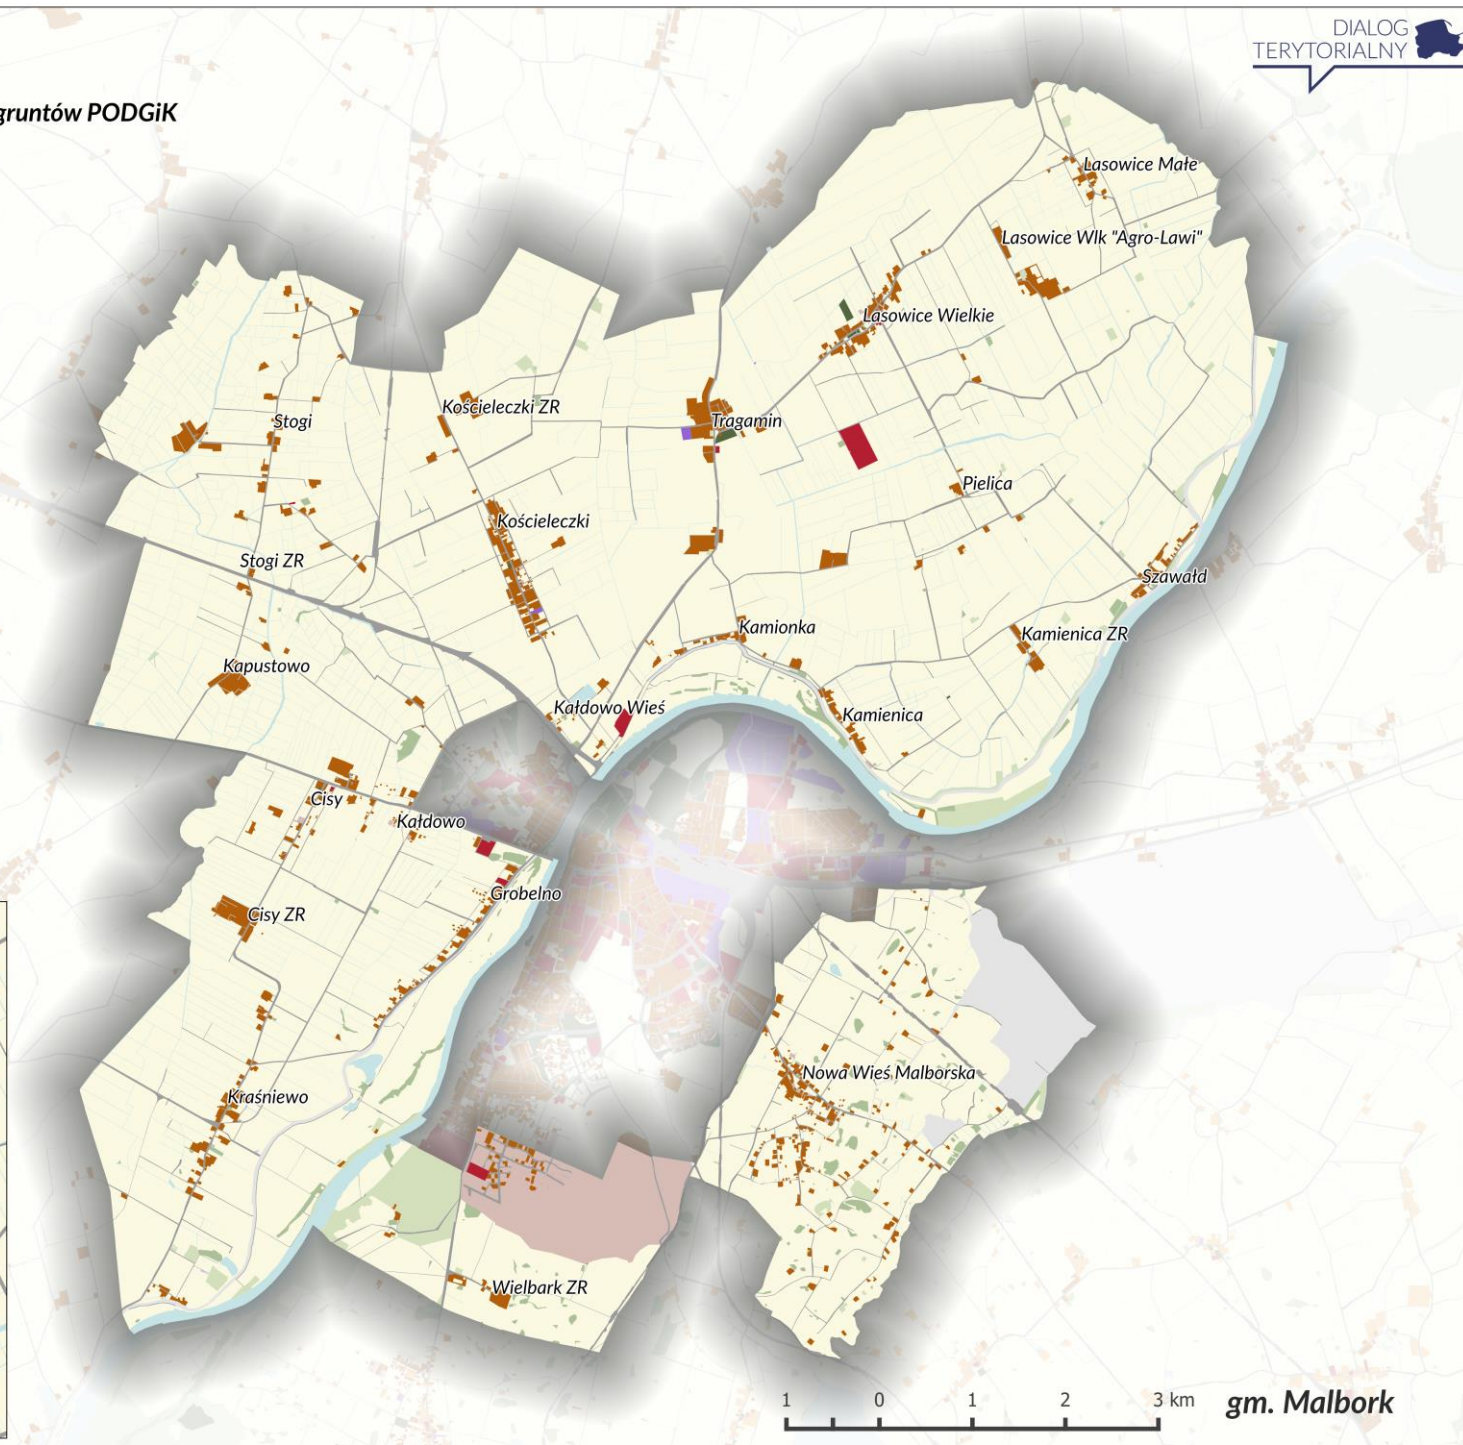 DIALOG
TERYTORIALNY
gruntów PODGiK
Lasowice Małe
Lasowice Wlk "Agro-Lawi"
Lasowice Wielkie
Kościeleczki ZR
Stogi
Tragamin
Pielica
Kościeleczki
Stogi ZR
Szawałd
Kamionka
Kamienica ZR
Kapustowo
Kałdowo Wieś
Kamienica
Cisy
Kałdowo
Grobelno
Cisy ZR
Nowa Wieś Malborska
Kraśniewo
Wielbark ZR
1 0 1 2 3 km
gm. Malbork